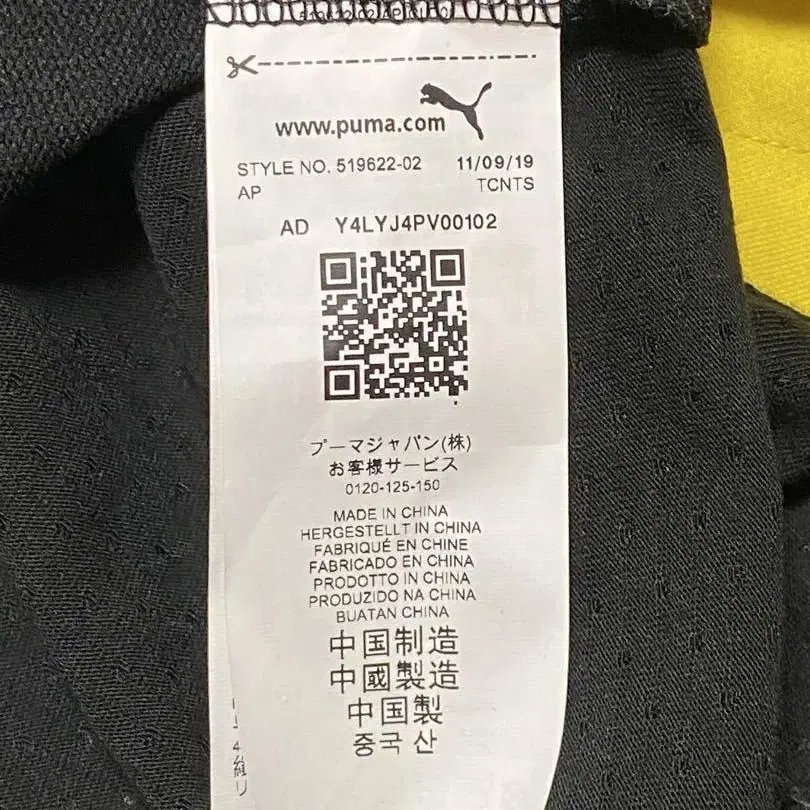 www.puma.com
STYLE NO. 519622-02 11/09/19
AP TCNTS
AD Y4LYJ4PV00102
プーマジャパン(株)
お客様サービス
0120-125-150
MADE IN CHINA
HERGESTELLT IN CHINA
FABRIQUÉ EN CHINE
FABRICADO EN CHINA
PRODOTTO IN CHINA
PRODUZIDO NA CHINA
BUATAN CHINA
中国制造
中國製造
中国製
중국 산